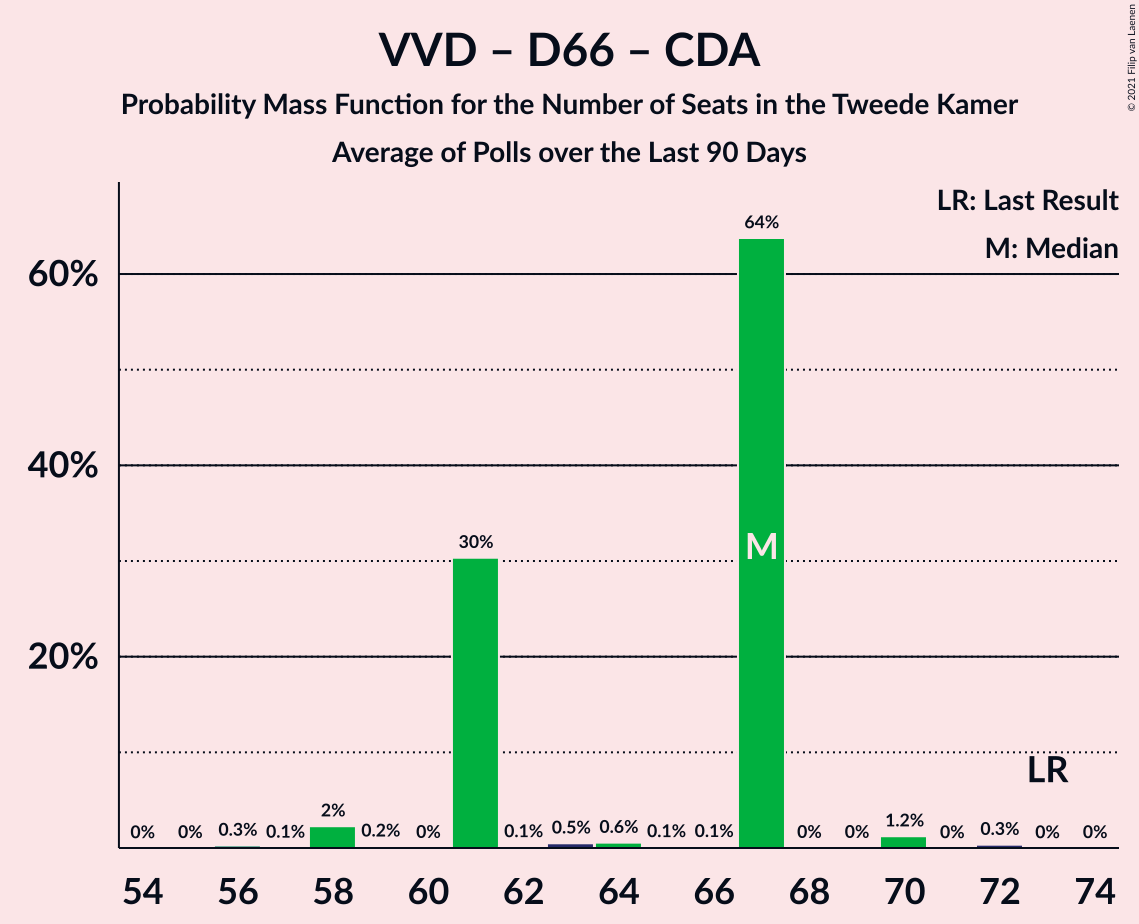 VVD – D66 – CDA
Probability Mass Function for the Number of Seats in the Tweede Kamer
Average of Polls over the Last 90 Days
© 2021 Filip van Laenen
LR: Last Result
M: Median
64%
60%
40%
M
30%
20%
LR
0% 0% 0.3% 0.1% 2% 0.2% 0% 0.1% 0.5% 0.6% 0.1% 0.1% 0% 0% 1.2% 0% 0.3% 0% 0%
54 56 58 60 62 64 66 68 70 72 74